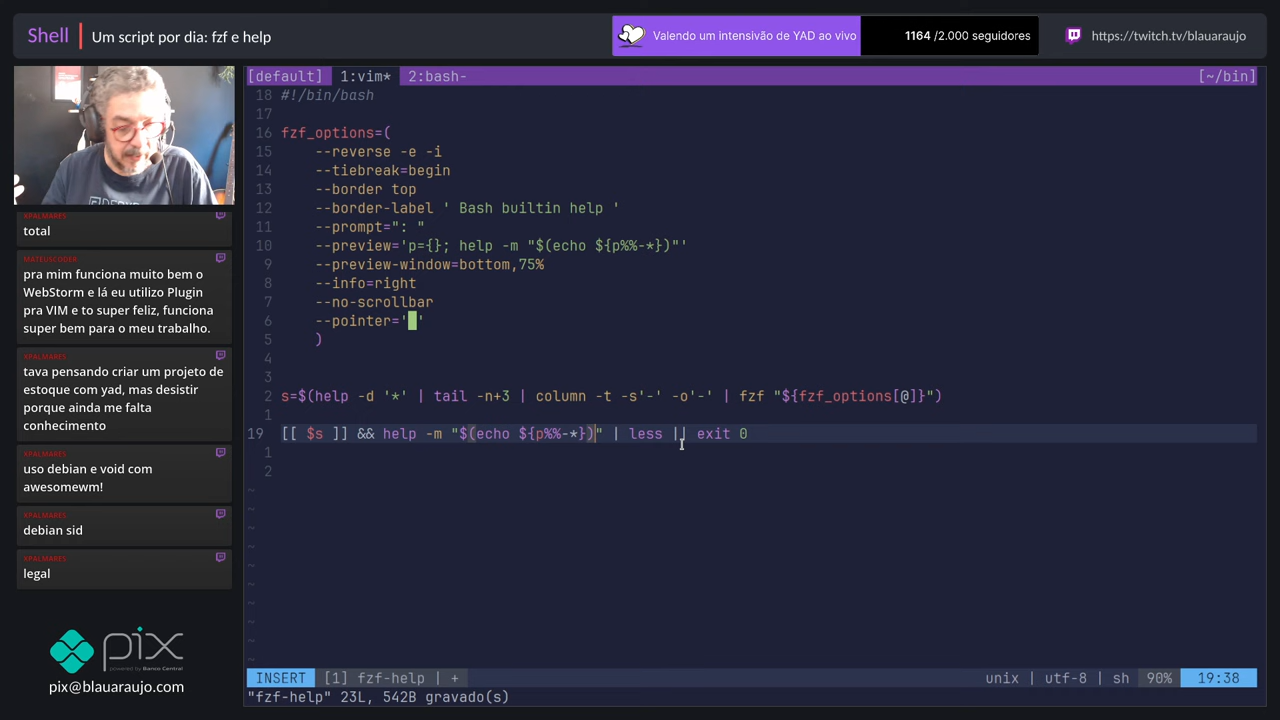 Shell | Um script por dia: fzf e help
Valendo um intensivão de YAD ao vivo
1164 /2.000 seguidores
https://twitch.tv/blauaraujo
XPALMARES
total
MATEUSCODER
pra mim funciona muito bem o
WebStorm e lá eu utilizo Plugin
pra VIM e to super feliz, funciona
super bem para o meu trabalho.
XPALMARES
tava pensando criar um projeto de
estoque com yad, mas desistir
porque ainda me falta
conhecimento
XPALMARES
uso debian e void com
awesomewm!
XPALMARES
debian sid
XPALMARES
legal
pix
powered by Banco Central
pix@blauaraujo.com
[default] 1:vim* 2:bash- [~/bin]
18 #!/bin/bash
17
16 fzf_options=(
15 --reverse -e -i
14 --tiebreak=begin
13 --border top
12 --border-label ' Bash builtin help '
11 --prompt=": "
10 --preview='p={}; help -m "$(echo ${p%%-*})"'
9 --preview-window=bottom,75%
8 --info=right
7 --no-scrollbar
6 --pointer=' '
5 )
4
3
2 s=$(help -d '*' | tail -n+3 | column -t -s'-' -o'-' | fzf "${fzf_options[@]}")
1
19 [[ $s ]] && help -m "$(echo ${p%%-*})" | less || exit 0
1
2
~
~
~
~
~
~
~
~
~
~
INSERT [1] fzf-help | + unix | utf-8 | sh 90% 19:38
"fzf-help" 23L, 542B gravado(s)